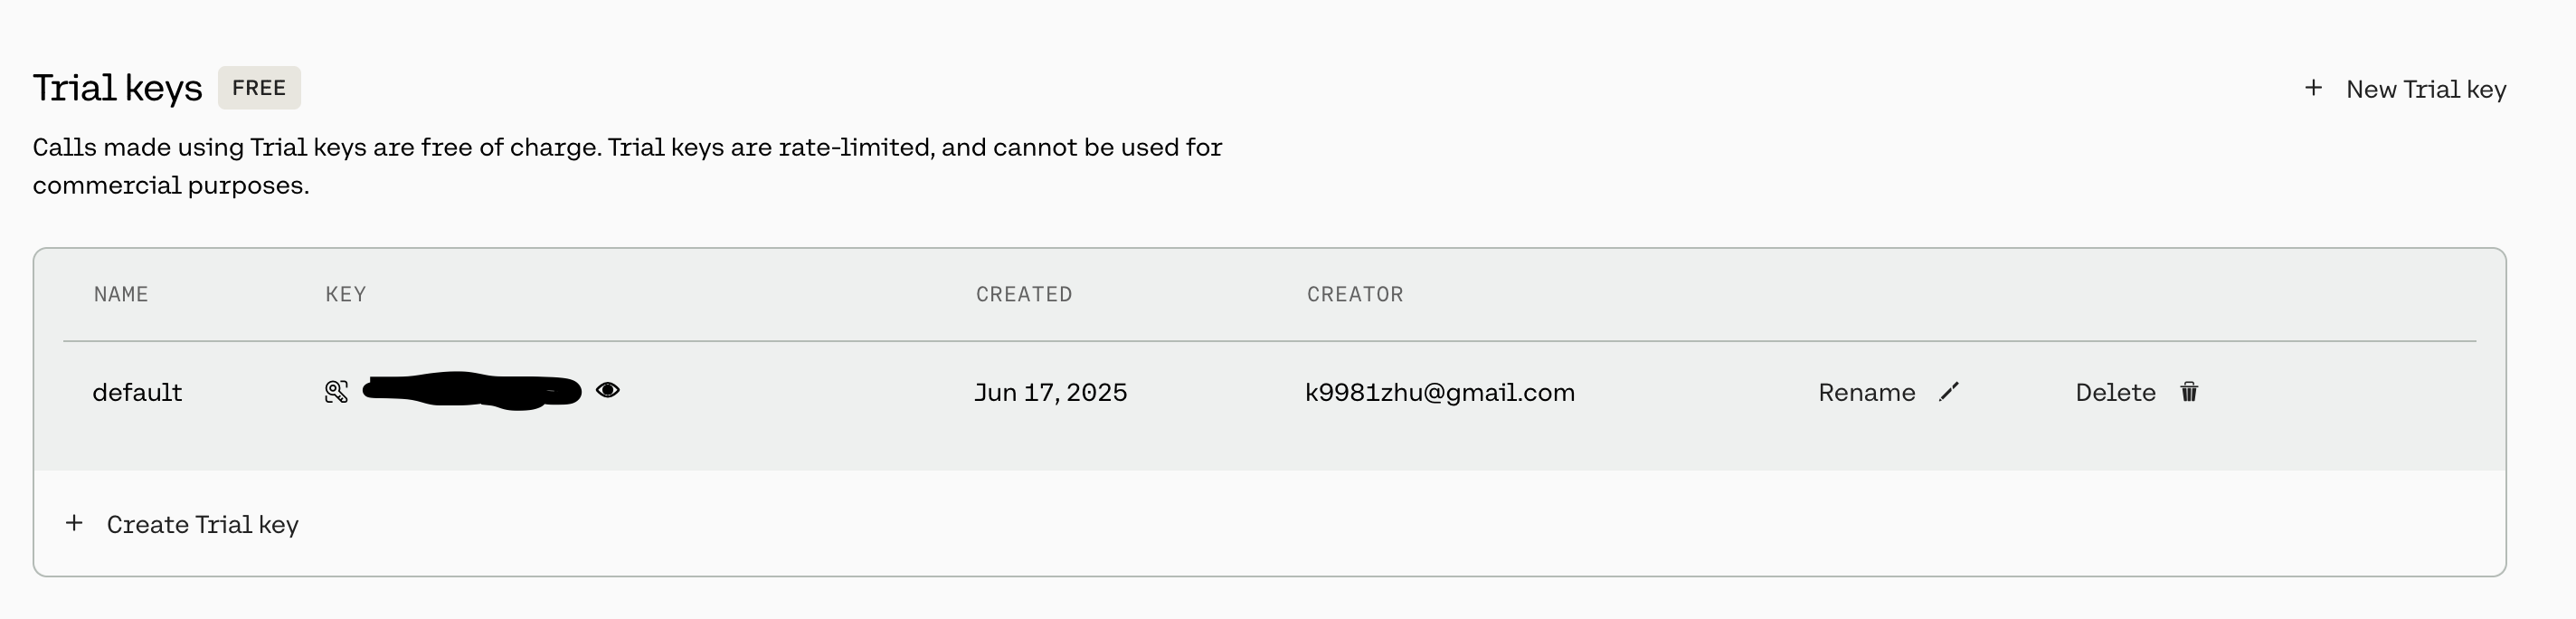 Trial keys FREE
+ New Trial key
Calls made using Trial keys are free of charge. Trial keys are rate-limited, and cannot be used for
commercial purposes.
NAME KEY CREATED CREATOR
default Jun 17, 2025 k9981zhu@gmail.com Rename Delete
+ Create Trial key